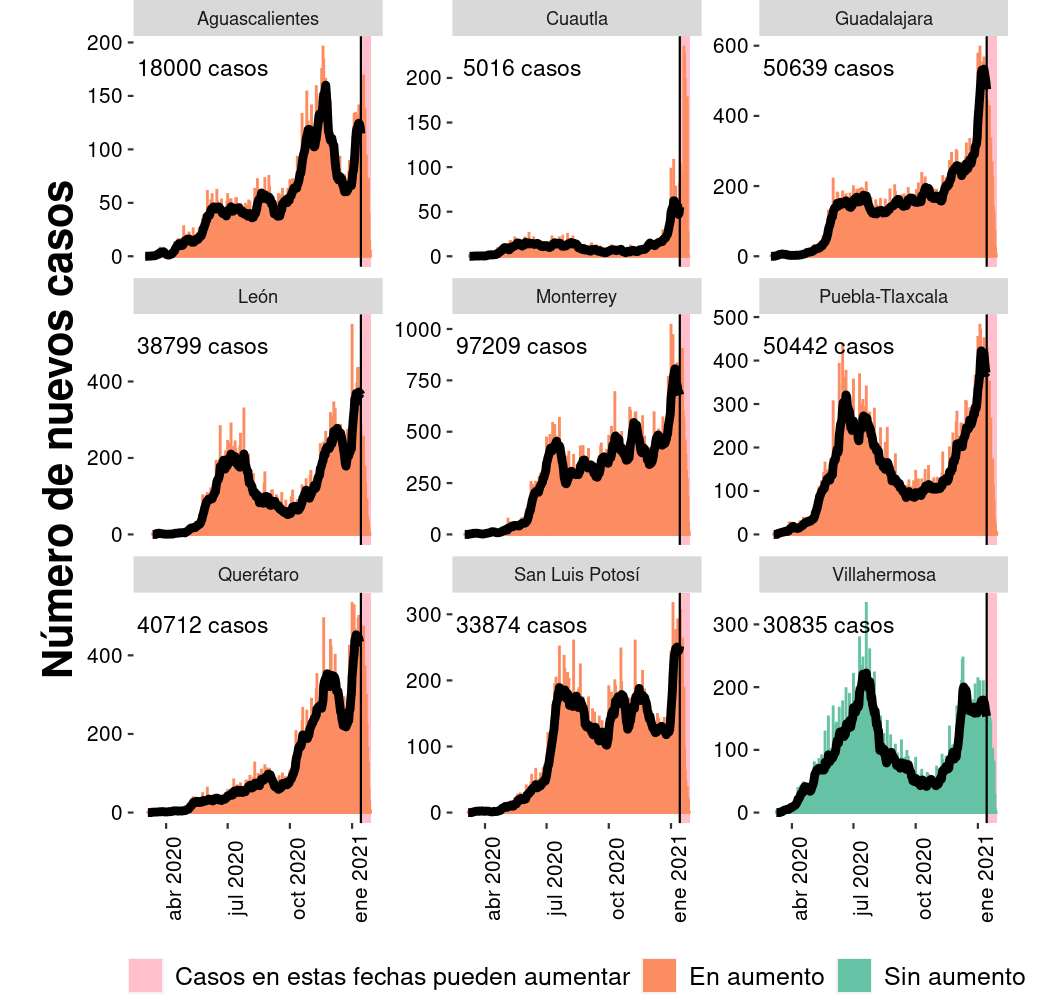 Número de nuevos casos
Aguascalientes
200
150
100
50
0
18000 casos
Cuautla
200
150
100
50
0
5016 casos
Guadalajara
600
400
200
0
50639 casos
León
400
200
0
38799 casos
Monterrey
1000
750
500
250
0
97209 casos
Puebla-Tlaxcala
500
400
300
200
100
0
50442 casos
Querétaro
400
200
0
40712 casos
San Luis Potosí
300
200
100
0
33874 casos
Villahermosa
300
200
100
0
30835 casos
abr 2020
jul 2020
oct 2020
ene 2021
abr 2020
jul 2020
oct 2020
ene 2021
abr 2020
jul 2020
oct 2020
ene 2021
Casos en estas fechas pueden aumentar
En aumento
Sin aumento